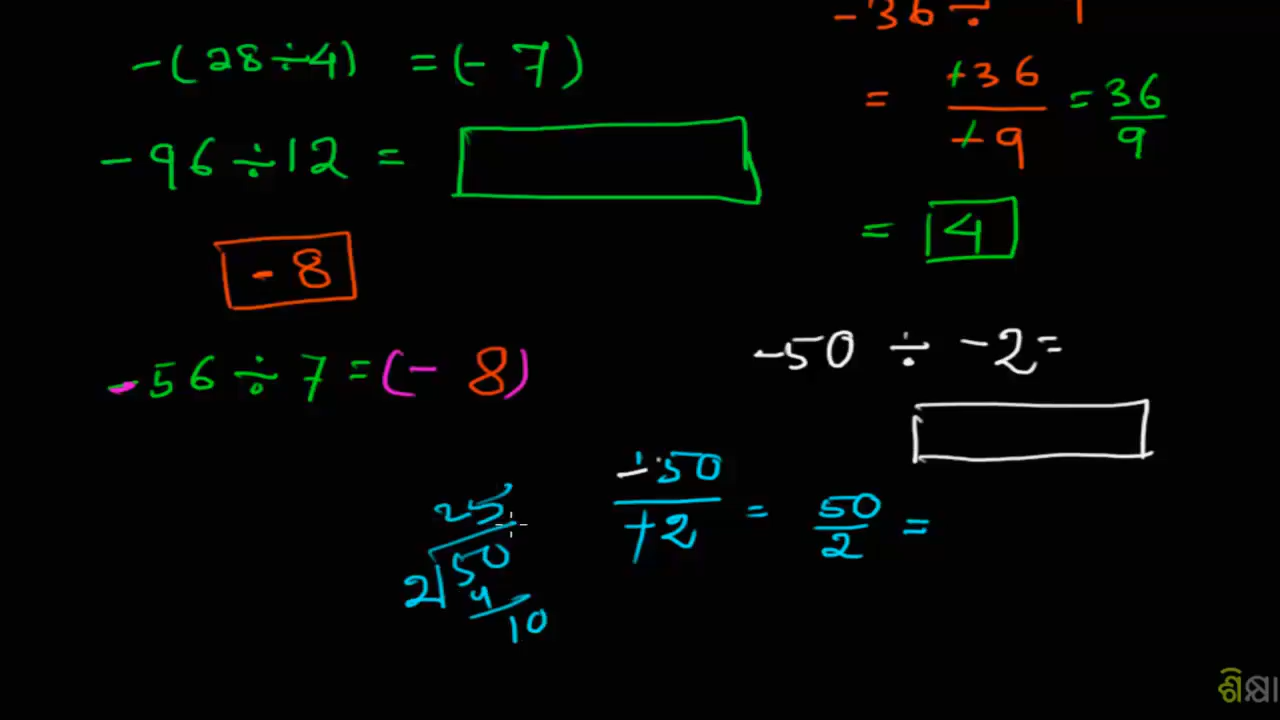 -(28÷4) = (- 7)
-96÷12 =
- 8
-56÷7=(- 8)
-36÷
= +36/+9 = 36/9
= 4
-50 ÷ -2=
-50/+2 = 50/2 =
25
2 50
4
10
ଶିକ୍ଷା